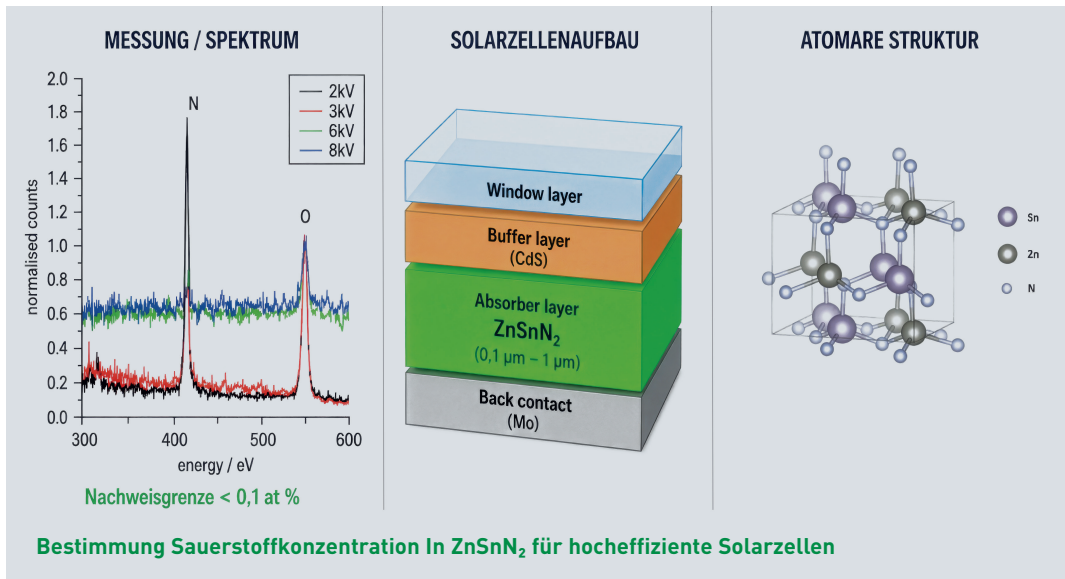 MESSUNG / SPEKTRUM
2.0
1.8
1.6
1.4
1.2
1.0
0.8
0.6
0.4
0.2
0.0
normalised counts
N
O
2kV
3kV
6kV
8kV
300
400
500
600
energy / eV
Nachweisgrenze < 0,1 at %
SOLARZELLENAUFBAU
Window layer
Buffer layer
(CdS)
Absorber layer
ZnSnN₂
(0,1 µm – 1 µm)
Back contact
(Mo)
ATOMARE STRUKTUR
Sn
Zn
N
Bestimmung Sauerstoffkonzentration In ZnSnN₂ für hocheffiziente Solarzellen